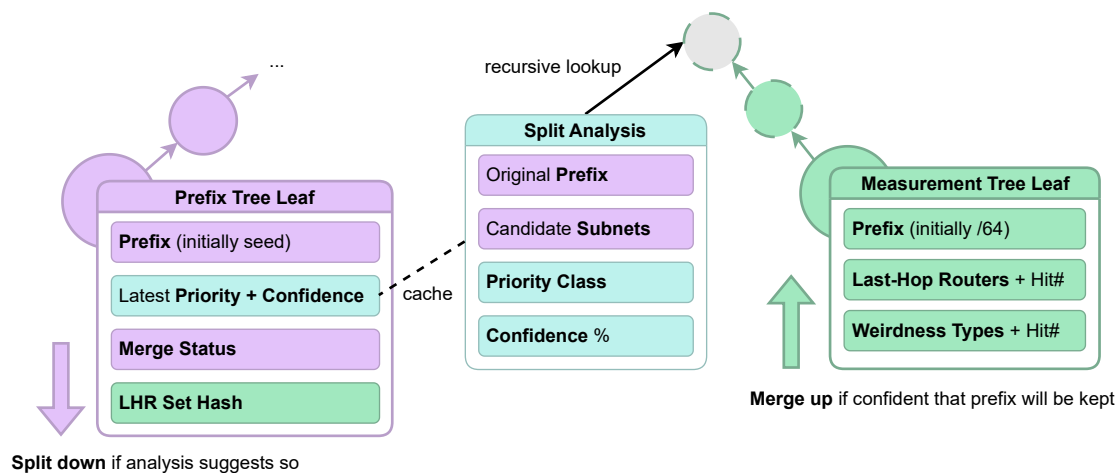 ...
Prefix Tree Leaf
Prefix (initially seed)
Latest Priority + Confidence
Merge Status
LHR Set Hash
Split down if analysis suggests so
cache
recursive lookup
Split Analysis
Original Prefix
Candidate Subnets
Priority Class
Confidence %
Measurement Tree Leaf
Prefix (initially /64)
Last-Hop Routers + Hit#
Weirdness Types + Hit#
Merge up if confident that prefix will be kept